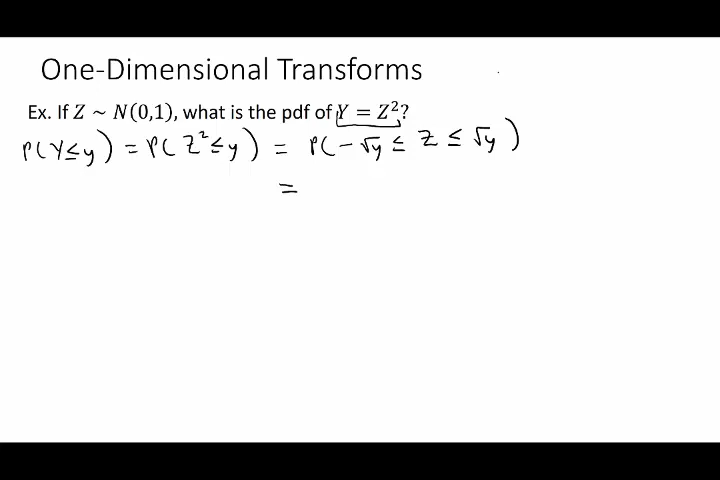 One-Dimensional Transforms
Ex. If Z ~ N(0,1), what is the pdf of Y = Z²?
P(Y≤y) = P(Z²≤y) = P(-√y ≤ Z ≤ √y)
=